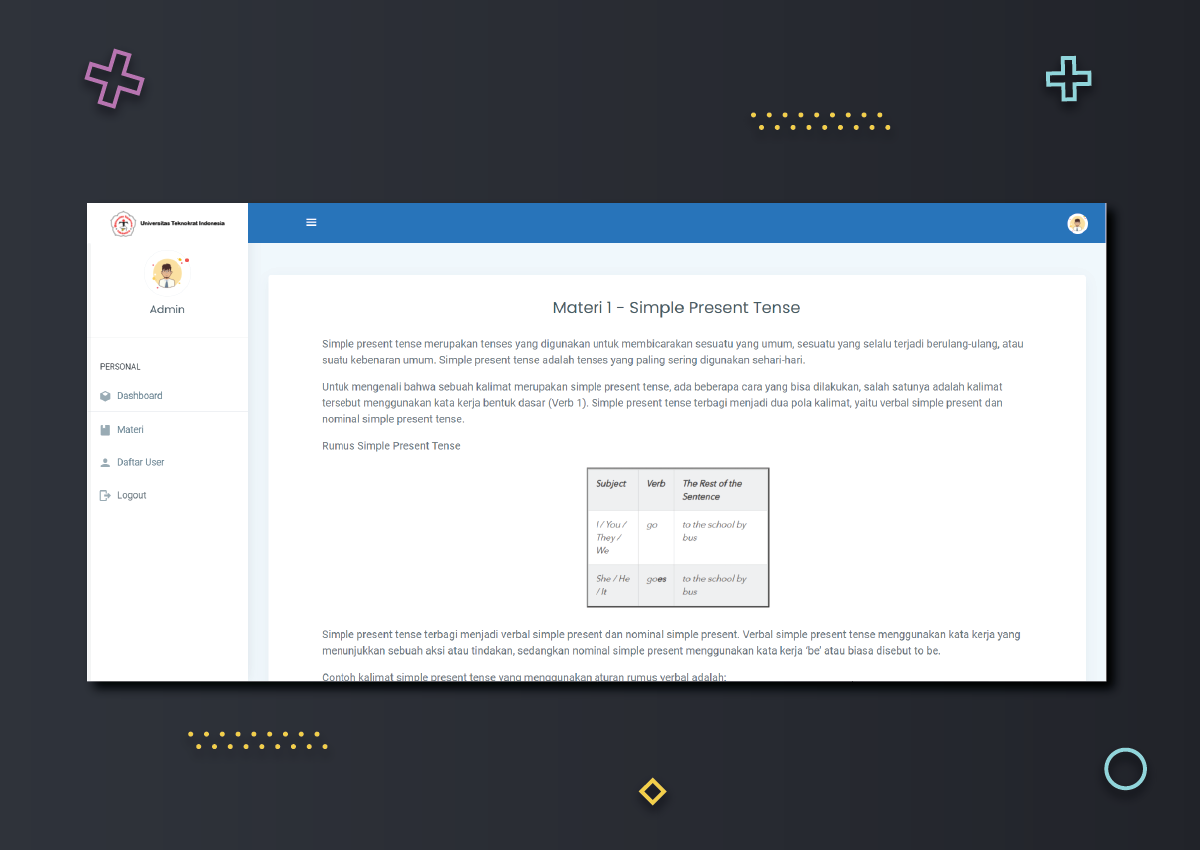 Universitas Teknokrat Indonesia
Admin
PERSONAL
Dashboard
Materi
Daftar User
Logout
Materi 1 - Simple Present Tense
Simple present tense merupakan tenses yang digunakan untuk membicarakan sesuatu yang umum, sesuatu yang selalu terjadi berulang-ulang, atau
suatu kebenaran umum. Simple present tense adalah tenses yang paling sering digunakan sehari-hari.
Untuk mengenali bahwa sebuah kalimat merupakan simple present tense, ada beberapa cara yang bisa dilakukan, salah satunya adalah kalimat
tersebut menggunakan kata kerja bentuk dasar (Verb 1). Simple present tense terbagi menjadi dua pola kalimat, yaitu verbal simple present dan
nominal simple present tense.
Rumus Simple Present Tense
Subject Verb The Rest of the
Sentence
I / You / go to the school by
They / bus
We
She / He goes to the school by
/ It bus
Simple present tense terbagi menjadi verbal simple present dan nominal simple present. Verbal simple present tense menggunakan kata kerja yang
menunjukkan sebuah aksi atau tindakan, sedangkan nominal simple present menggunakan kata kerja ‘be’ atau biasa disebut to be.
Contoh kalimat simple present tense yang menggunakan aturan rumus verbal adalah: